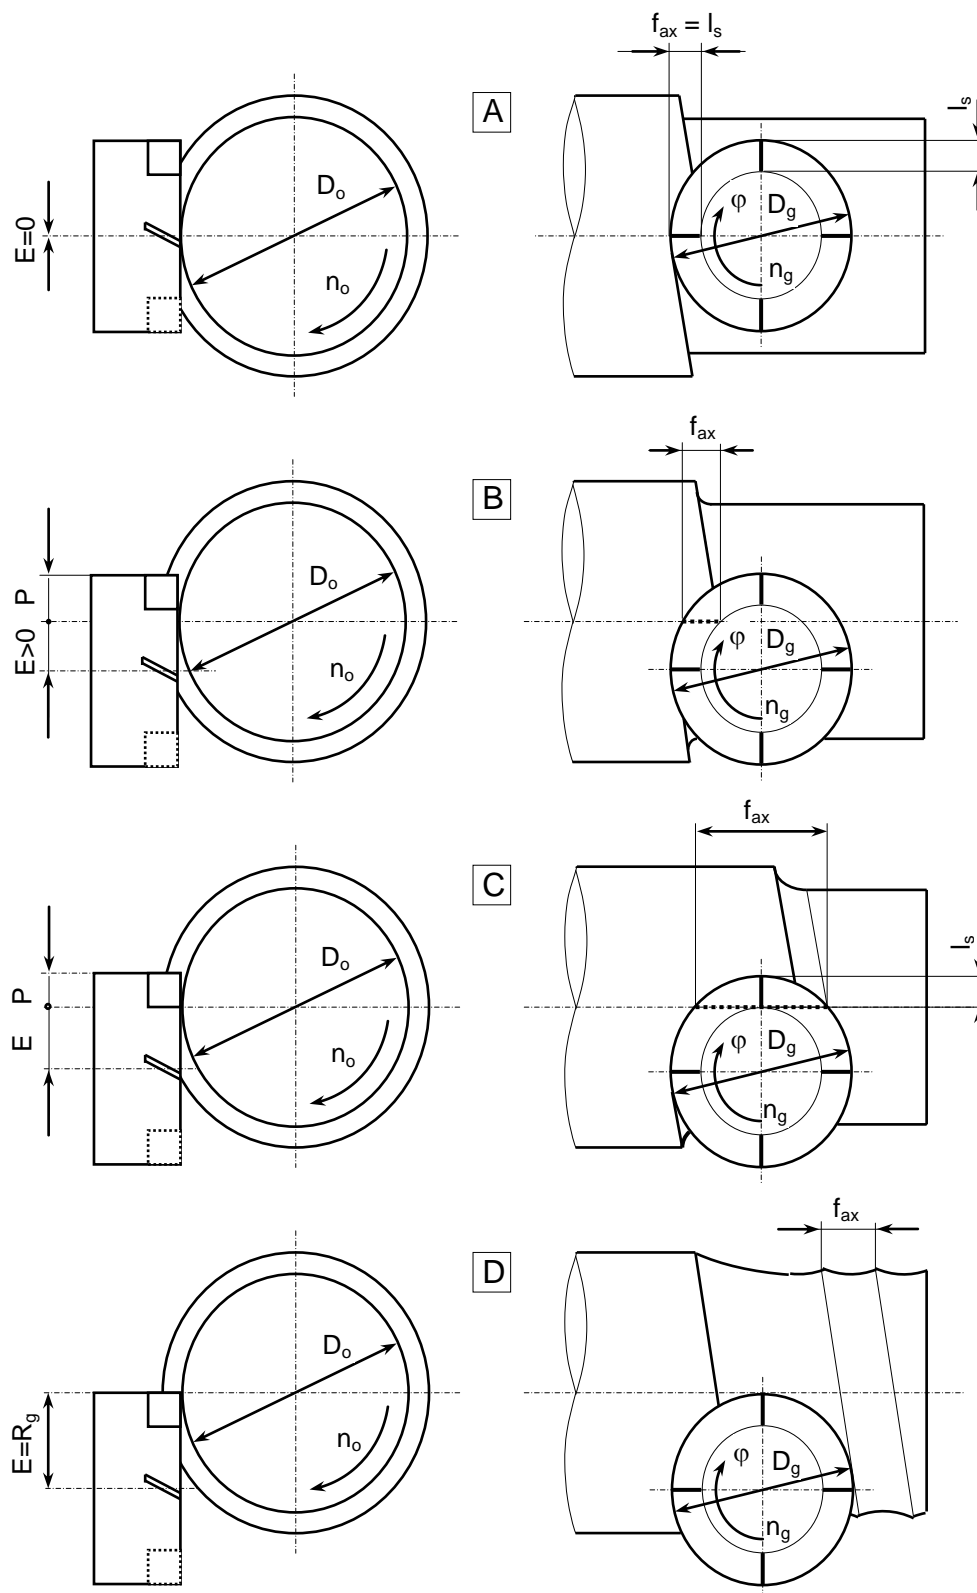 A
f_ax = l_s
l_s
E=0
D_o
n_o
φ
D_g
n_g
B
f_ax
P
E>0
D_o
n_o
φ
D_g
n_g
C
f_ax
l_s
P
E
D_o
n_o
φ
D_g
n_g
D
f_ax
E=R_g
D_o
n_o
φ
D_g
n_g